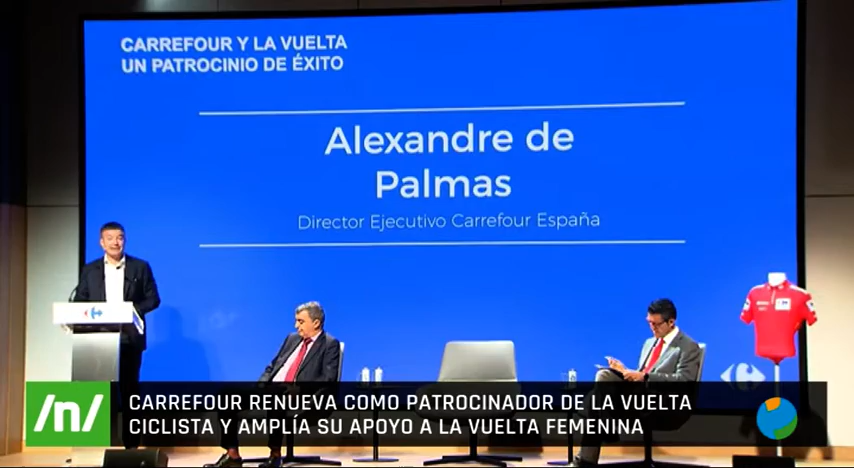 CARREFOUR Y LA VUELTA
UN PATROCINIO DE ÉXITO
Alexandre de
Palmas
Director Ejecutivo Carrefour España
/n/
CARREFOUR RENUEVA COMO PATROCINADOR DE LA VUELTA
CICLISTA Y AMPLÍA SU APOYO A LA VUELTA FEMENINA